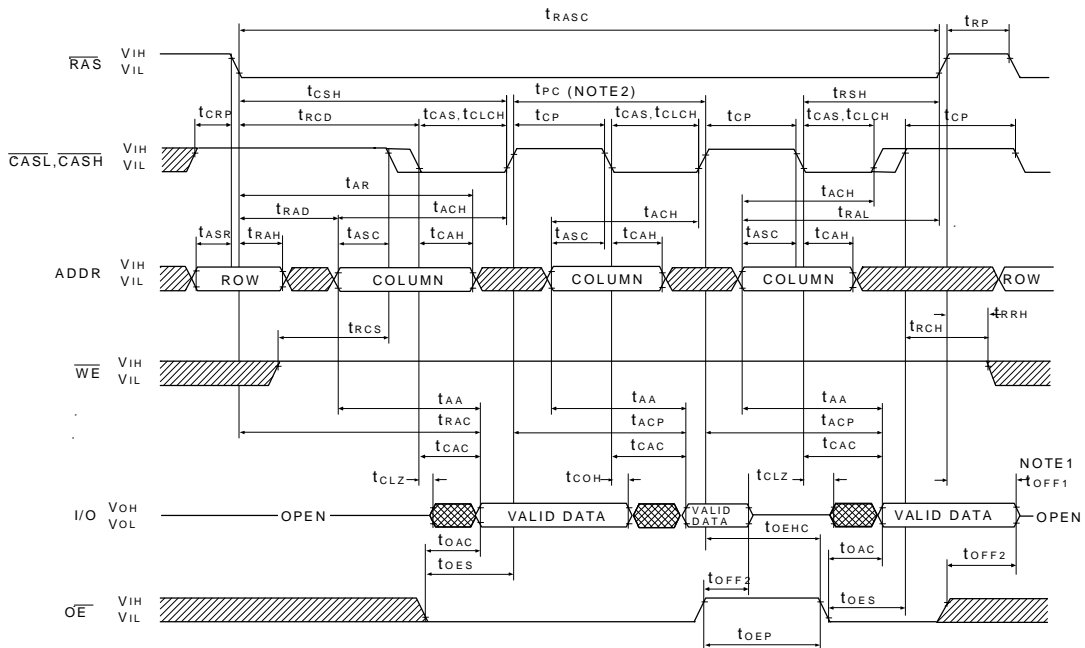 tRASC tRP
RAS VIH
VIL
tCSH tPC (NOTE2) tRSH
tCRP tRCD tCAS,tCLCH tCP tCAS,tCLCH tCP tCAS,tCLCH tCP
CASL,CASH VIH
VIL
tAR tACH
tRAD tACH tACH tRAL
tASR tRAH tASC tCAH tASC tCAH tASC tCAH
ADDR VIH
VIL
ROW COLUMN COLUMN COLUMN ROW
tRCS tRCH tRRH
WE VIH
VIL
tAA tAA tAA
tRAC tACP tACP
tCAC tCAC tCAC
tCLZ tCOH tCLZ NOTE1
tOFF1
I/O VOH
VOL
OPEN VALID DATA VALID
DATA VALID DATA OPEN
tOEHC
tOAC tOAC
tOES tOFF2 tOFF2
OE VIH
VIL
tOES
tOEP